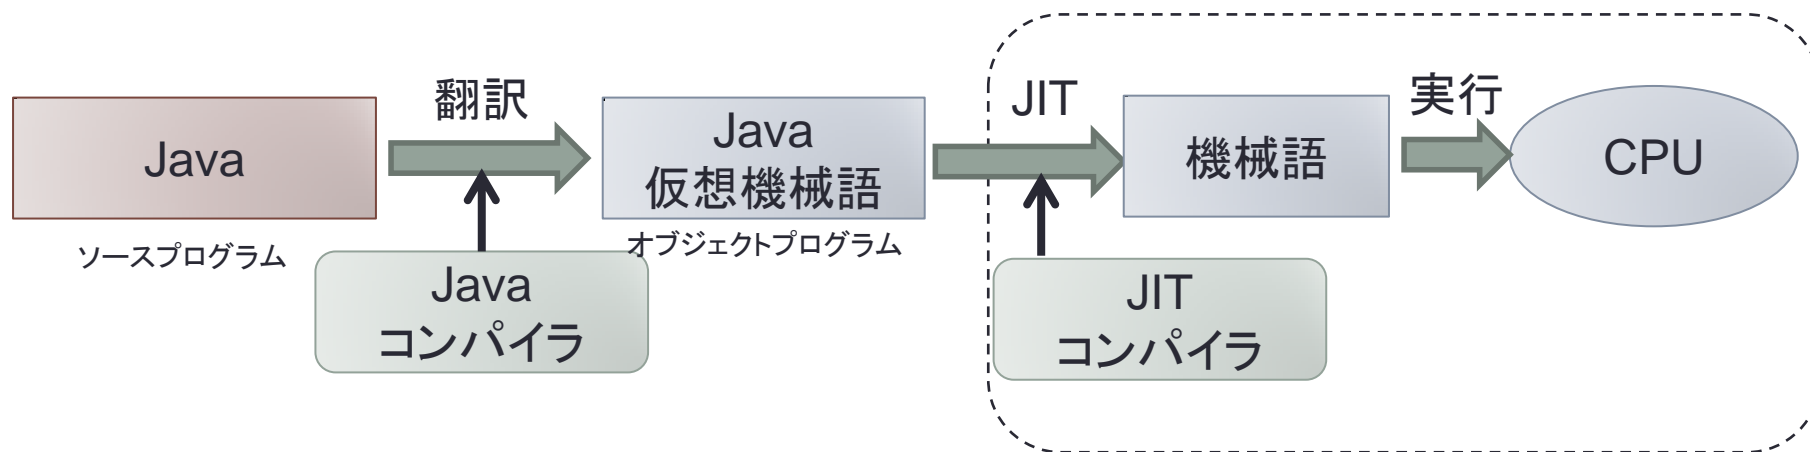 Java
ソースプログラム
翻訳
Java
コンパイラ
Java
仮想機械語
オブジェクトプログラム
JIT
JIT
コンパイラ
機械語
実行
CPU